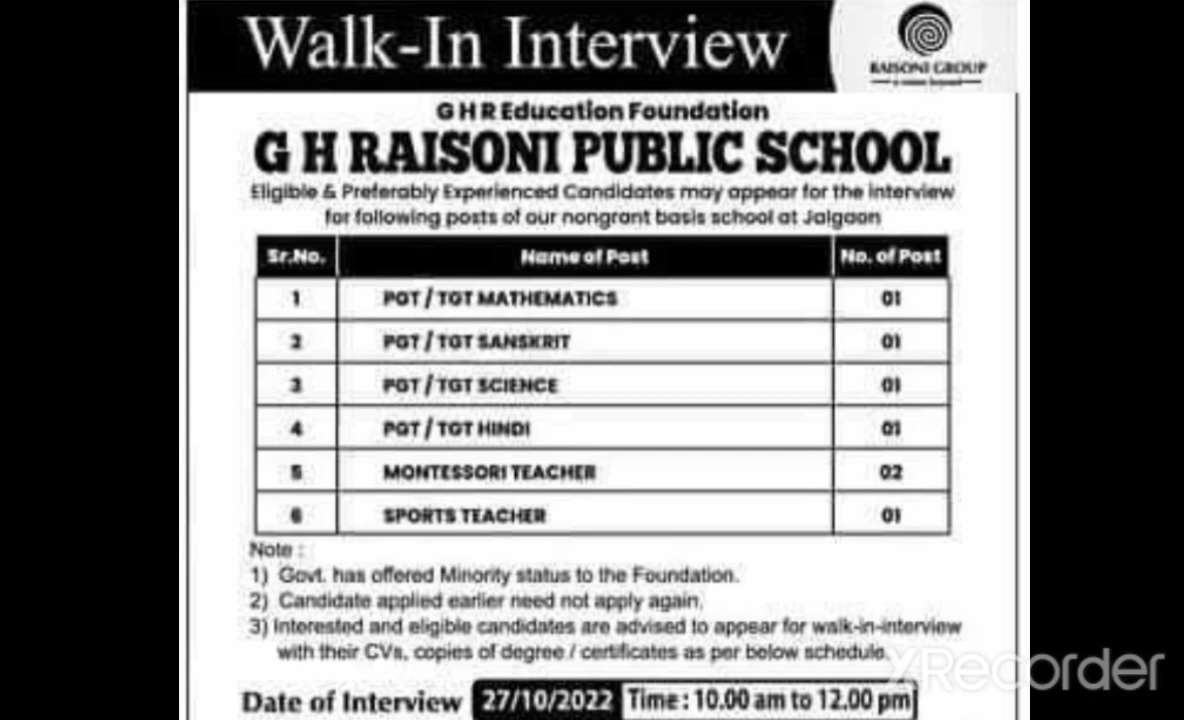 Walk-In Interview
RAISONI GROUP
G H R Education Foundation
G H RAISONI PUBLIC SCHOOL
Eligible & Preferably Experienced Candidates may appear for the interview
for following posts of our nongrant basis school at Jalgaon
Sr.No. Name of Post No. of Post
1 PGT / TGT MATHEMATICS 01
2 PGT / TGT SANSKRIT 01
3 PGT / TGT SCIENCE 01
4 PGT / TGT HINDI 01
5 MONTESSORI TEACHER 02
6 SPORTS TEACHER 01
Note :
1) Govt. has offered Minority status to the Foundation.
2) Candidate applied earlier need not apply again.
3) Interested and eligible candidates are advised to appear for walk-in-interview
with their CVs, copies of degree / certificates as per below schedule.
XRecorder
Date of Interview 27/10/2022 Time : 10.00 am to 12.00 pm